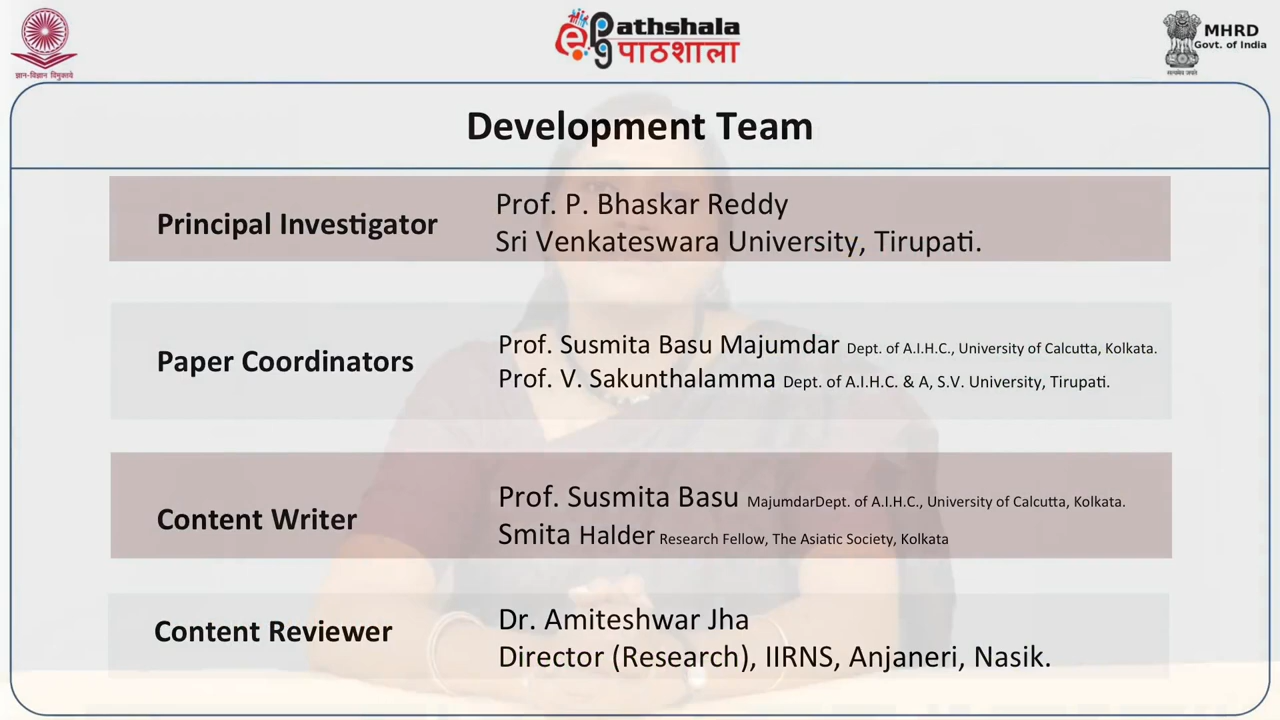 ज्ञान-विज्ञान विमुक्तये
ePathshala
पाठशाला
MHRD
Govt. of India
सत्यमेव जयते
Development Team
Principal Investigator
Prof. P. Bhaskar Reddy
Sri Venkateswara University, Tirupati.
Paper Coordinators
Prof. Susmita Basu Majumdar Dept. of A.I.H.C., University of Calcutta, Kolkata.
Prof. V. Sakunthalamma Dept. of A.I.H.C. & A, S.V. University, Tirupati.
Content Writer
Prof. Susmita Basu MajumdarDept. of A.I.H.C., University of Calcutta, Kolkata.
Smita Halder Research Fellow, The Asiatic Society, Kolkata
Content Reviewer
Dr. Amiteshwar Jha
Director (Research), IIRNS, Anjaneri, Nasik.